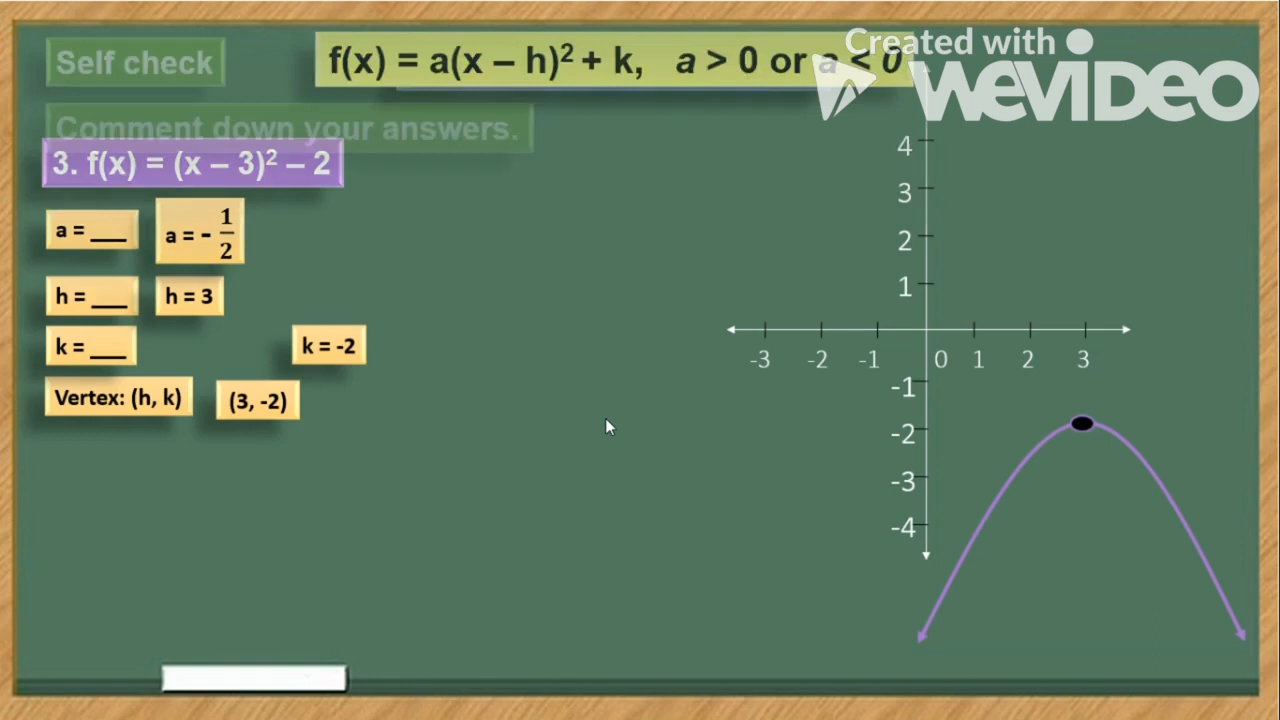 Self check
f(x) = a(x – h)² + k, a > 0 or a < 0
Created with
WEVIDEO
Comment down your answers.
3. f(x) = (x – 3)² – 2
a = ___
a = - 1/2
h = ___
h = 3
k = ___
k = -2
Vertex: (h, k)
(3, -2)
4
3
2
1
-3 -2 -1 0 1 2 3
-1
-2
-3
-4